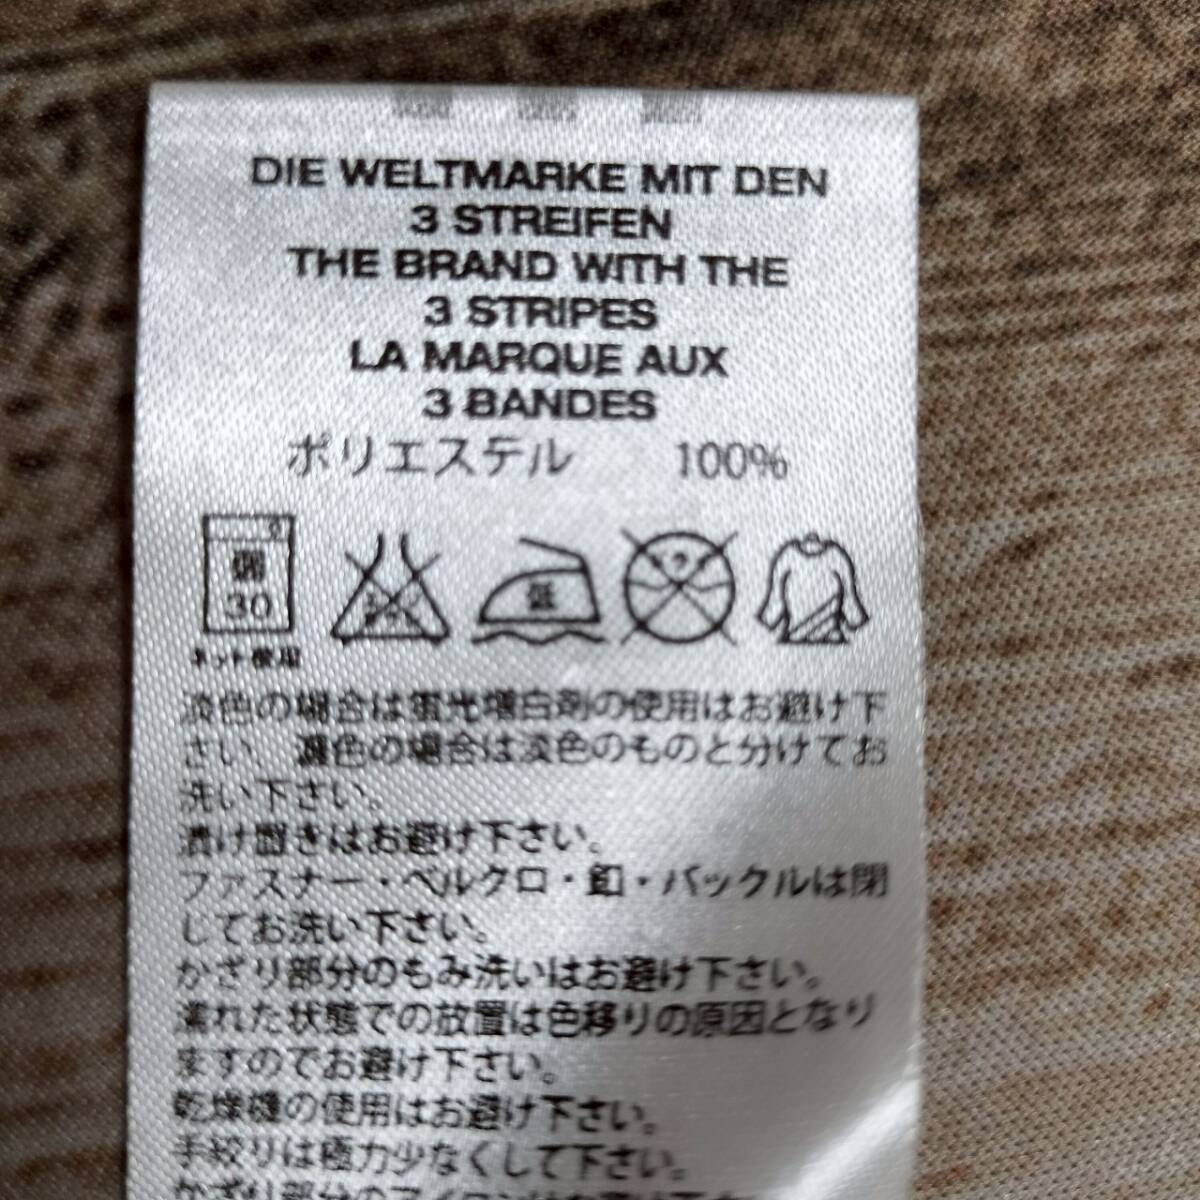 DIE WELTMARKE MIT DEN
3 STREIFEN
THE BRAND WITH THE
3 STRIPES
LA MARQUE AUX
3 BANDES
ポリエステル 100%
30
低
ネット使用
淡色の場合は蛍光増白剤の使用はお避け下
さい。濃色の場合は淡色のものと分けてお
洗い下さい。
漬け置きはお避け下さい。
ファスナー・ベルクロ・釦・バックルは閉
じてお洗い下さい。
かざり部分のもみ洗いはお避け下さい。
濡れた状態での放置は色移りの原因となり
ますのでお避け下さい。
乾燥機の使用はお避け下さい。
手絞りは極力少なくして下さい。